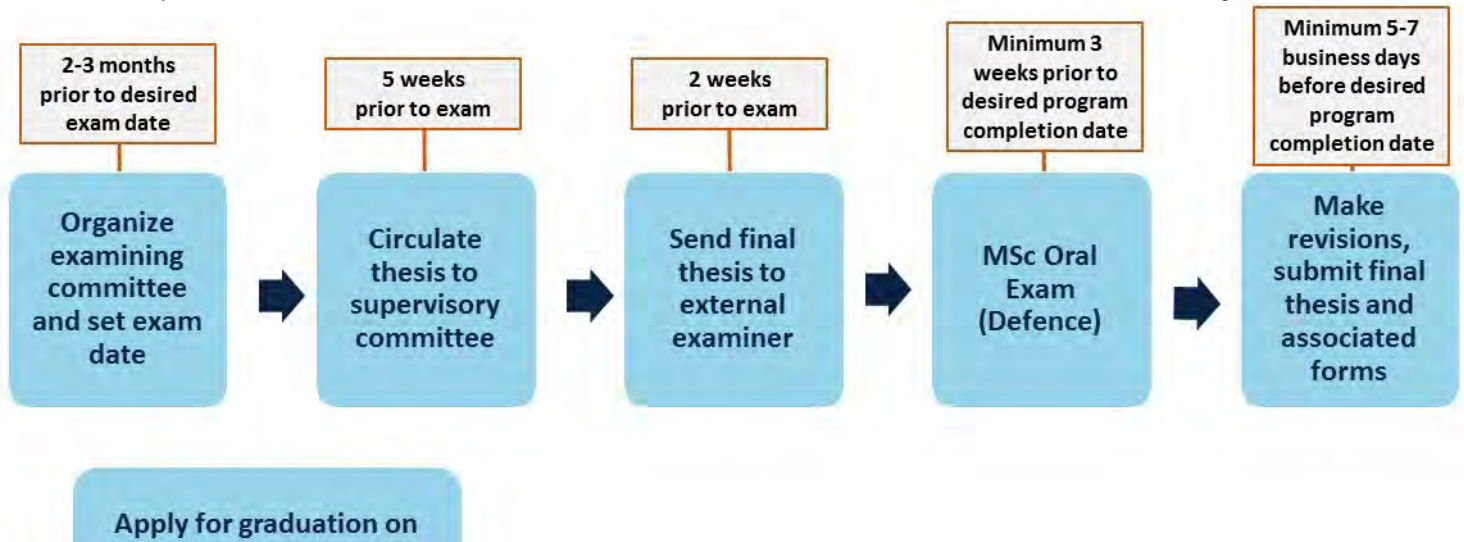 2-3 months
prior to desired
exam date
Organize
examining
committee
and set exam
date
5 weeks
prior to exam
Circulate
thesis to
supervisory
committee
2 weeks
prior to exam
Send final
thesis to
external
examiner
Minimum 3
weeks prior to
desired program
completion date
MSc Oral
Exam
(Defence)
Minimum 5-7
business days
before desired
program
completion date
Make
revisions,
submit final
thesis and
associated
forms
Apply for graduation on